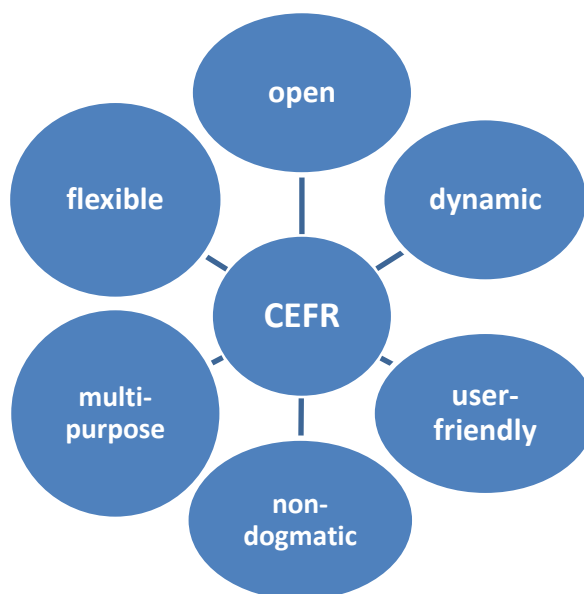 open
flexible
dynamic
CEFR
multi-
purpose
user-
friendly
non-
dogmatic